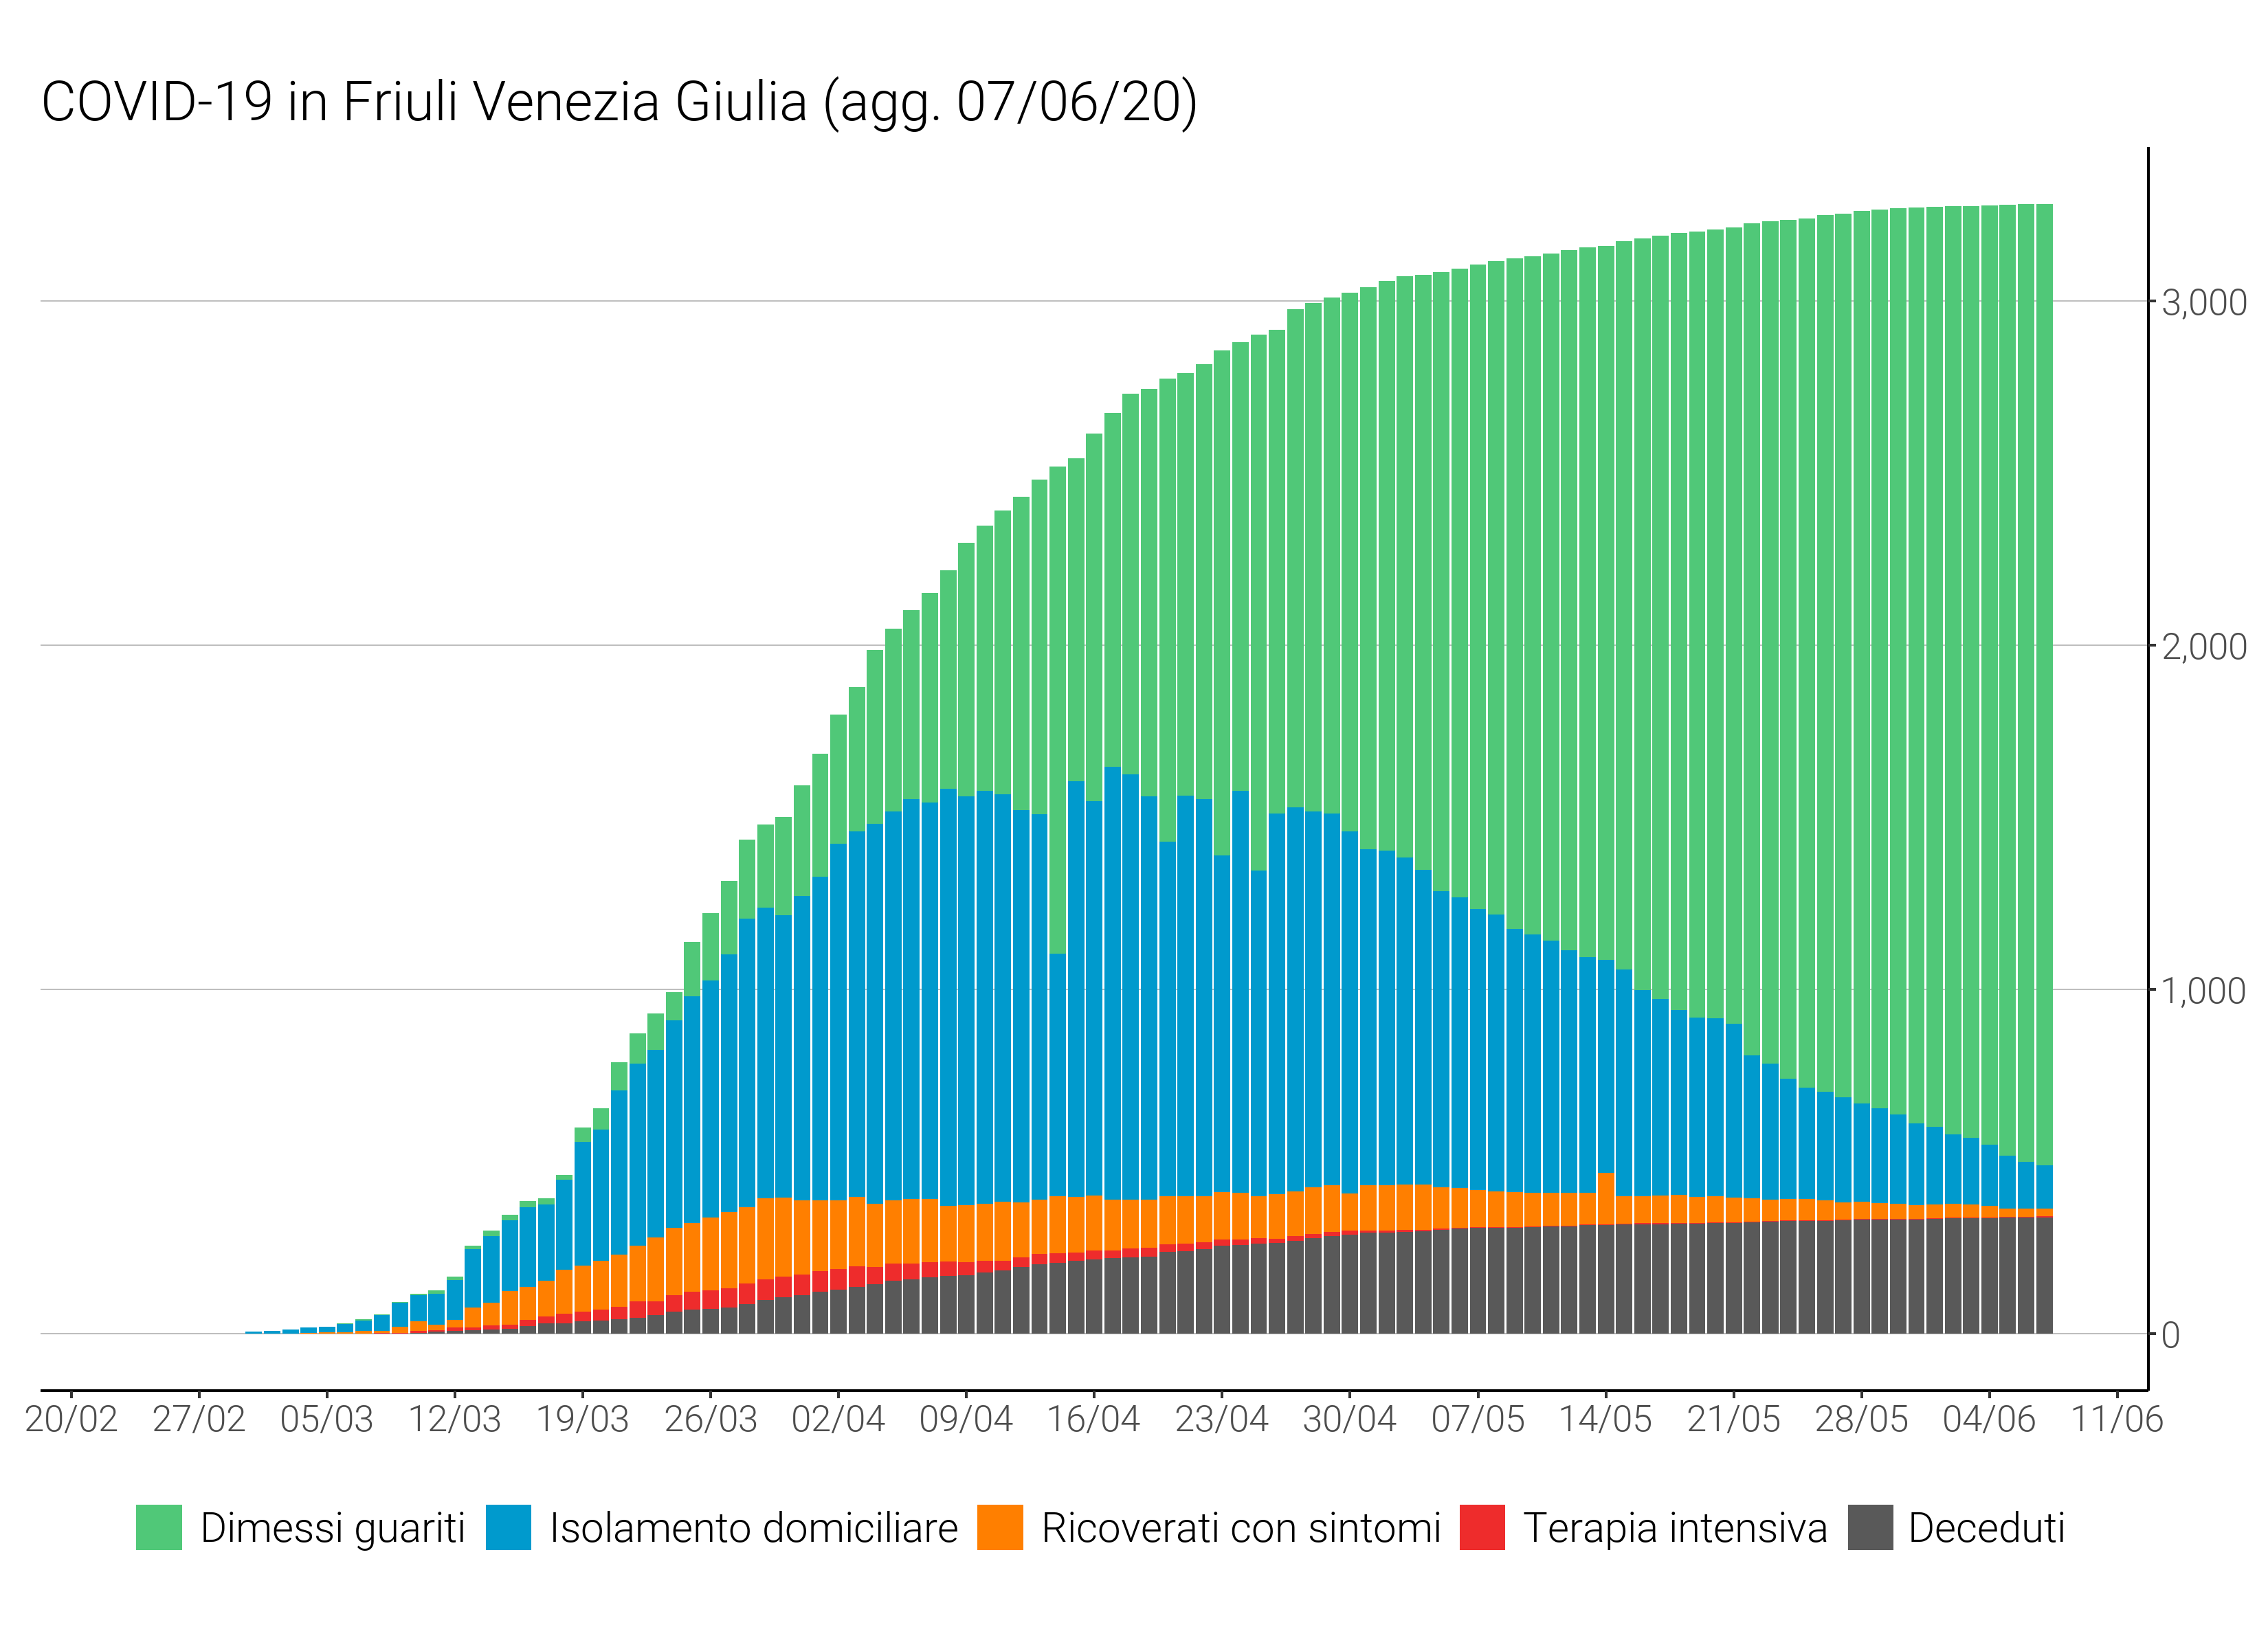 COVID-19 in Friuli Venezia Giulia (agg. 07/06/20)
3,000
2,000
1,000
0
20/02 27/02 05/03 12/03 19/03 26/03 02/04 09/04 16/04 23/04 30/04 07/05 14/05 21/05 28/05 04/06 11/06
Dimessi guariti Isolamento domiciliare Ricoverati con sintomi Terapia intensiva Deceduti